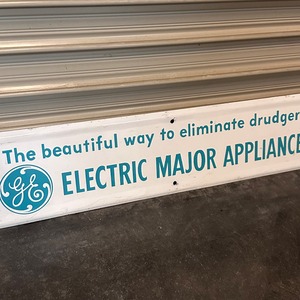 The beautiful way to eliminate drudger
GE ELECTRIC MAJOR APPLIANCE